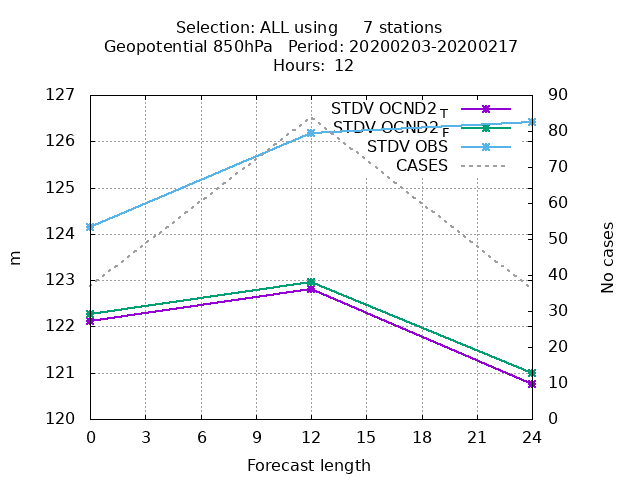 Selection: ALL using     7 stations
Geopotential 850hPa   Period: 20200203-20200217
Hours:  12
127 90
STDV OCND2 T
126 80
STDV OCND2 F
STDV OBS
CASES
125 70
60
124 50
m
No cases
123 40
30
122 20
121 10
120 0
0 3 6 9 12 15 18 21 24
Forecast length